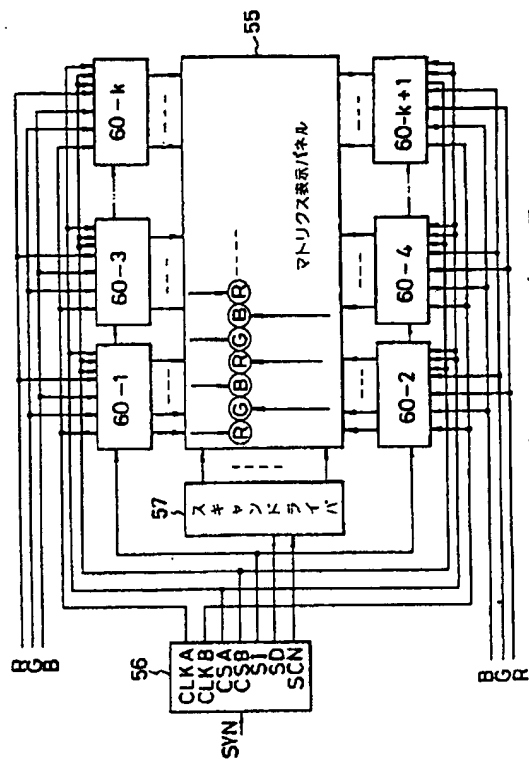 R
G
B
60-1
60-3
60-k
56
SYN
CLKA
CLKB
CSA
CSB
SI
SD
SCN
57
スキャンドライバ
R G B R G B R
マトリクス表示パネル
55
60-2
60-4
60-k+1
B
G
R